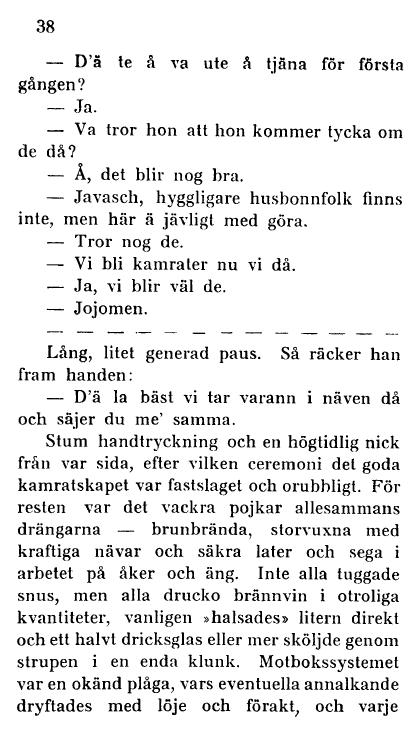 38
— D'ä te å va ute å tjäna för första
gången?
— Ja.
— Va tror hon att hon kommer tycka om
de då?
— Å, det blir nog bra.
— Javasch, hyggligare husbonnfolk finns
inte, men här ä jävligt med göra.
— Tror nog de.
— Vi bli kamrater nu vi då.
— Ja, vi blir väl de.
— Jojomen.
— — — — — — — — — — — — — — —
Lång, litet generad paus. Så räcker han
fram handen:
— D'ä la bäst vi tar varann i näven då
och säjer du me' samma.
Stum handtryckning och en högtidlig nick
från var sida, efter vilken ceremoni det goda
kamratskapet var fastslaget och orubbligt. För
resten var det vackra pojkar allesammans
drängarna — brunbrända, storvuxna med
kraftiga nävar och säkra later och sega i
arbetet på åker och äng. Inte alla tuggade
snus, men alla drucko brännvin i otroliga
kvantiteter, vanligen »halsades» litern direkt
och ett halvt dricksglas eller mer sköljde genom
strupen i en enda klunk. Motbokssystemet
var en okänd plåga, vars eventuella annalkande
dryftades med löje och förakt, och varje